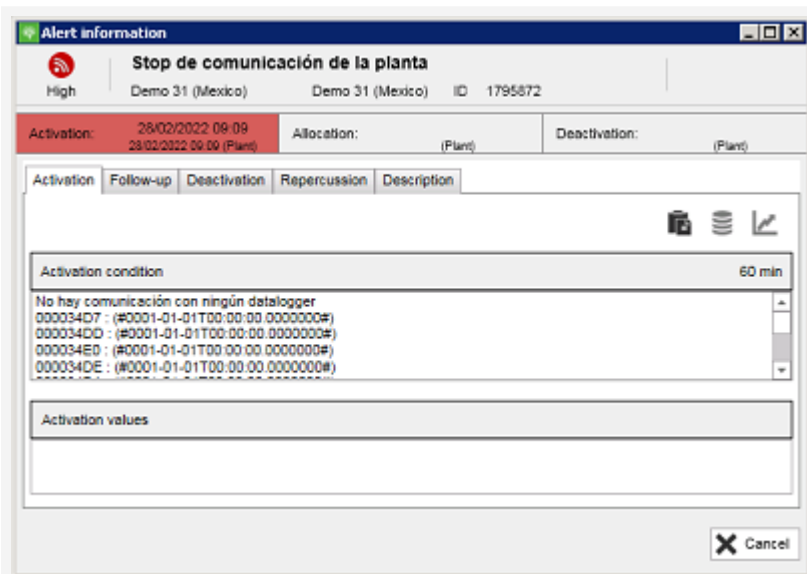 Alert information
Stop de comunicación de la planta
High Demo 31 (Mexico) Demo 31 (Mexico) ID 1795872
Activation: 28/02/2022 09:09 Allocation: Deactivation:
28/02/2022 09:09 (Plant) (Plant) (Plant)
Activation Follow-up Deactivation Repercussion Description
Activation condition 60 min
No hay comunicación con ningún datalogger
000034D7 : (#0001-01-01T00:00:00.0000000#)
000034DD : (#0001-01-01T00:00:00.0000000#)
000034E0 : (#0001-01-01T00:00:00.0000000#)
000034DE : (#0001-01-01T00:00:00.0000000#)
Activation values
Cancel